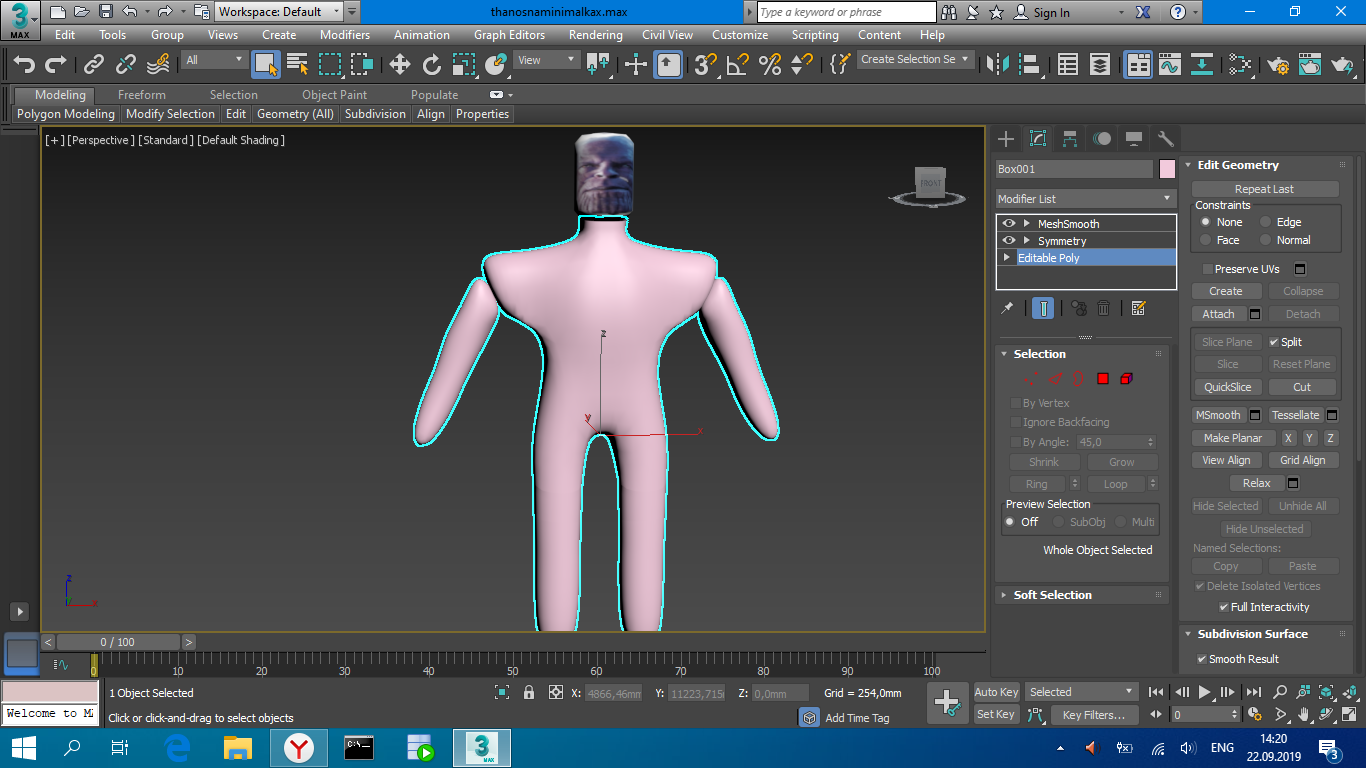 3
MAX
Workspace: Default
thanosnaminimalkax.max
Type a keyword or phrase
Sign In
Edit Tools Group Views Create Modifiers Animation Graph Editors Rendering Civil View Customize Scripting Content Help
All
View
3
%
Create Selection Se
Modeling Freeform Selection Object Paint Populate
Polygon Modeling Modify Selection Edit Geometry (All) Subdivision Align Properties
[+] [Perspective ] [Standard ] [Default Shading ]
FRONT
z
y
x
z
x
Box001
Modifier List
MeshSmooth
Symmetry
Editable Poly
Selection
By Vertex
Ignore Backfacing
By Angle: 45,0
Shrink Grow
Ring Loop
Preview Selection
Off SubObj Multi
Whole Object Selected
Soft Selection
Edit Geometry
Repeat Last
Constraints
None Edge
Face Normal
Preserve UVs
Create Collapse
Attach Detach
Slice Plane Split
Slice Reset Plane
QuickSlice Cut
MSmooth Tessellate
Make Planar X Y Z
View Align Grid Align
Relax
Hide Selected Unhide All
Hide Unselected
Named Selections:
Copy Paste
Delete Isolated Vertices
Full Interactivity
Subdivision Surface
Smooth Result
< 0 / 100 >
0 10 20 30 40 50 60 70 80 90 100
1 Object Selected
X: 4866,46mm Y: 11223,715 Z: 0,0mm Grid = 254,0mm
Auto Key Selected
Welcome to M
Click or click-and-drag to select objects
Add Time Tag
Set Key Key Filters... 0
3
MAX
ENG
14:20
22.09.2019
3